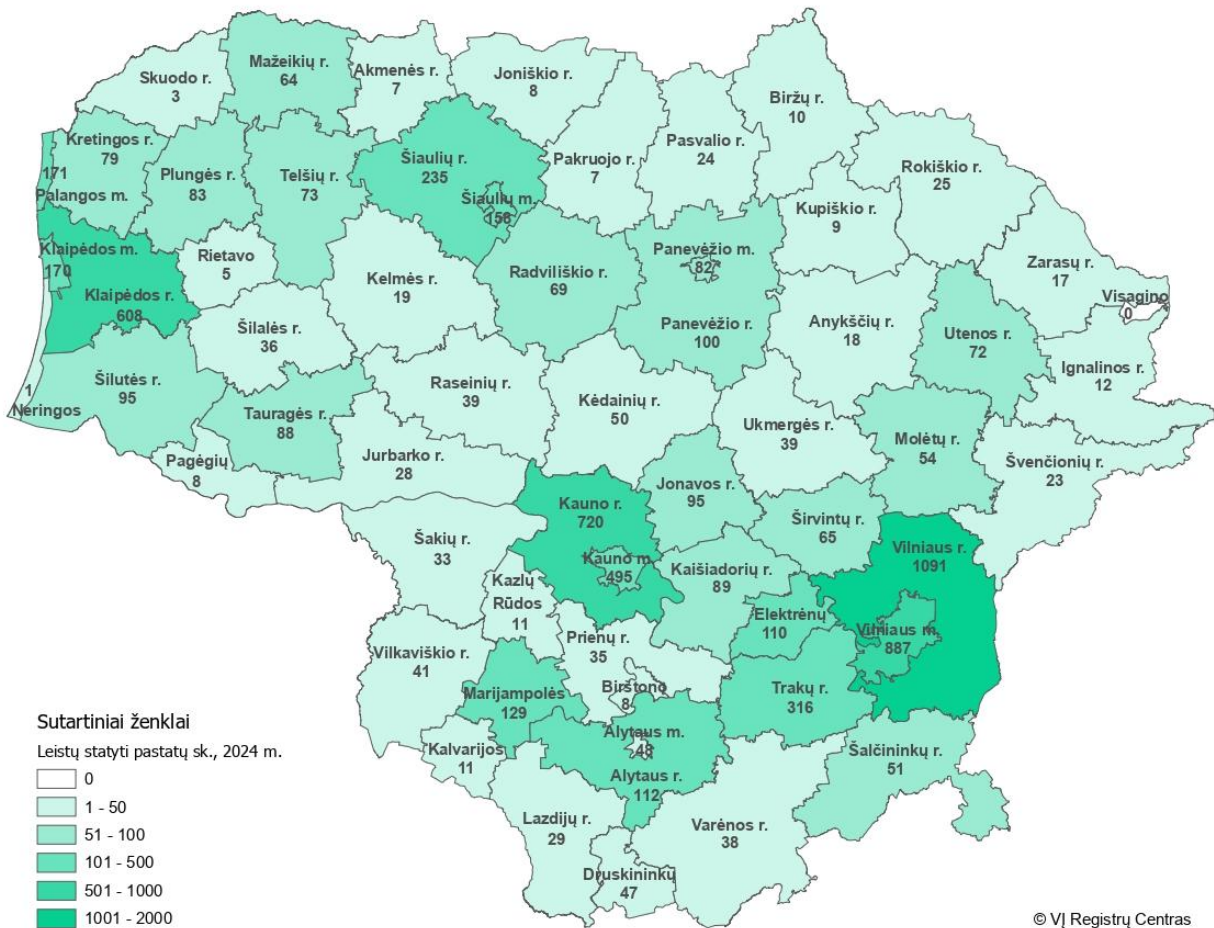 Skuodo r.
3
Mažeikių r.
64
Akmenės r.
7
Joniškio r.
8
Biržų r.
10
Kretingos r.
79
171
Palangos m.
Plungės r.
83
Telšių r.
73
Šiaulių r.
235
Šiaulių m.
158
Pakruojo r.
7
Pasvalio r.
24
Rokiškio r.
25
Kupiškio r.
9
Klaipėdos m.
170
Klaipėdos r.
608
Rietavo
5
Kelmės r.
19
Radviliškio r.
69
Panevėžio m.
82
Panevėžio r.
100
Zarasų r.
17
Visagino
0
Anykščių r.
18
Utenos r.
72
Ignalinos r.
12
Šilalės r.
36
Šilutės r.
95
1
Neringos
Tauragės r.
88
Raseinių r.
39
Kėdainių r.
50
Ukmergės r.
39
Molėtų r.
54
Švenčionių r.
23
Pagėgių
8
Jurbarko r.
28
Kauno r.
720
Jonavos r.
95
Širvintų r.
65
Vilniaus r.
1091
Šakių r.
33
Kauno m.
495
Kaišiadorių r.
89
Elektrėnų
110
Vilniaus m.
887
Kazlų
Rūdos
11
Prienų r.
35
Vilkaviškio r.
41
Marijampolės
129
Birštono
8
Trakų r.
316
Kalvarijos
11
Alytaus m.
48
Alytaus r.
112
Šalčininkų r.
51
Lazdijų r.
29
Varėnos r.
38
Druskininkų
47
Sutartiniai ženklai
Leistų statyti pastatų sk., 2024 m.
0
1 - 50
51 - 100
101 - 500
501 - 1000
1001 - 2000
© VĮ Registrų Centras